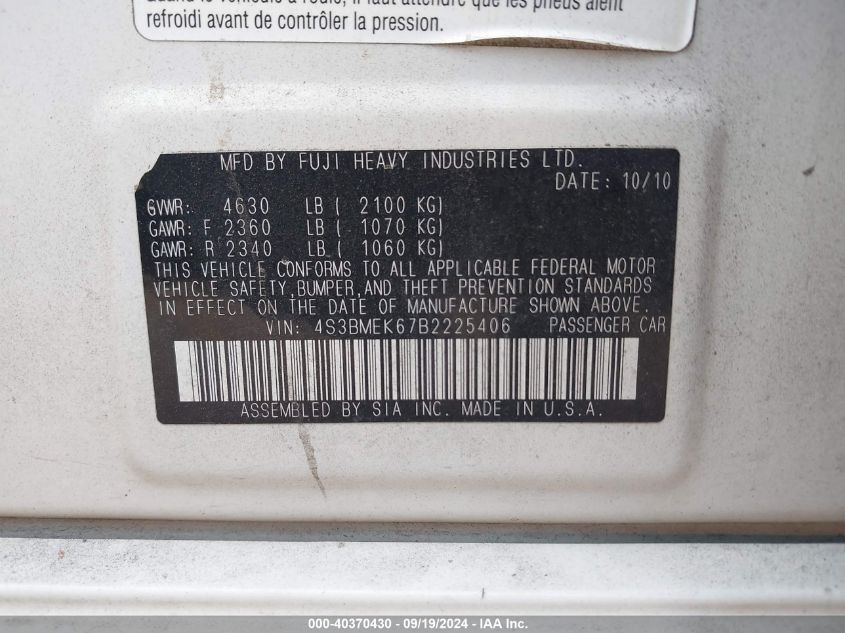 refroidi avant de contrôler la pression.
MFD BY FUJI HEAVY INDUSTRIES LTD.
DATE: 10/10
GVWR: 4630 LB ( 2100 KG)
GAWR: F 2360 LB ( 1070 KG)
GAWR: R 2340 LB ( 1060 KG)
THIS VEHICLE CONFORMS TO ALL APPLICABLE FEDERAL MOTOR
VEHICLE SAFETY, BUMPER, AND THEFT PREVENTION STANDARDS
IN EFFECT ON THE DATE OF MANUFACTURE SHOWN ABOVE.
VIN: 4S3BMEK67B2225406 PASSENGER CAR
ASSEMBLED BY SIA INC. MADE IN U.S.A.
000-40370430 - 09/19/2024 - IAA Inc.